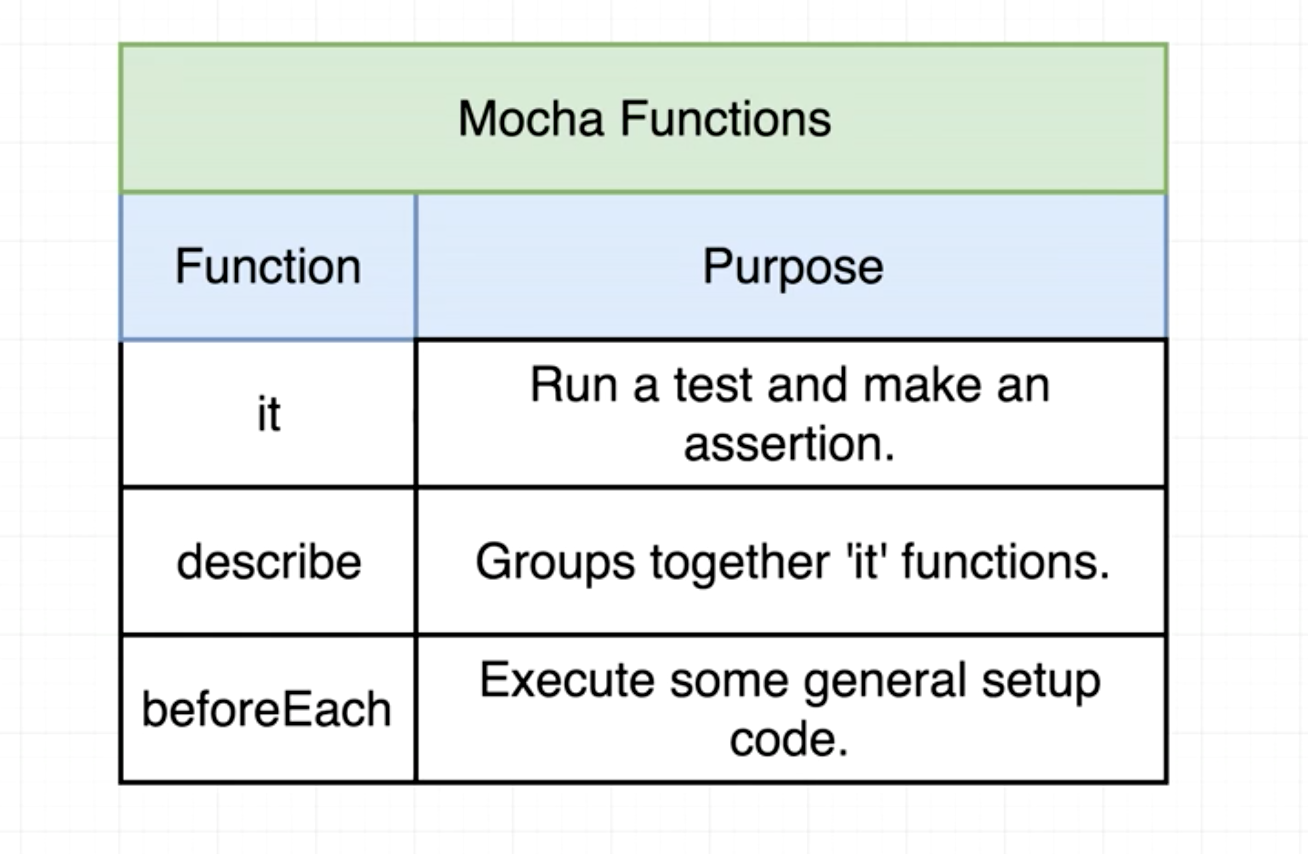 Mocha Functions
Function
Purpose
it
Run a test and make an
assertion.
describe
Groups together 'it' functions.
beforeEach
Execute some general setup
code.